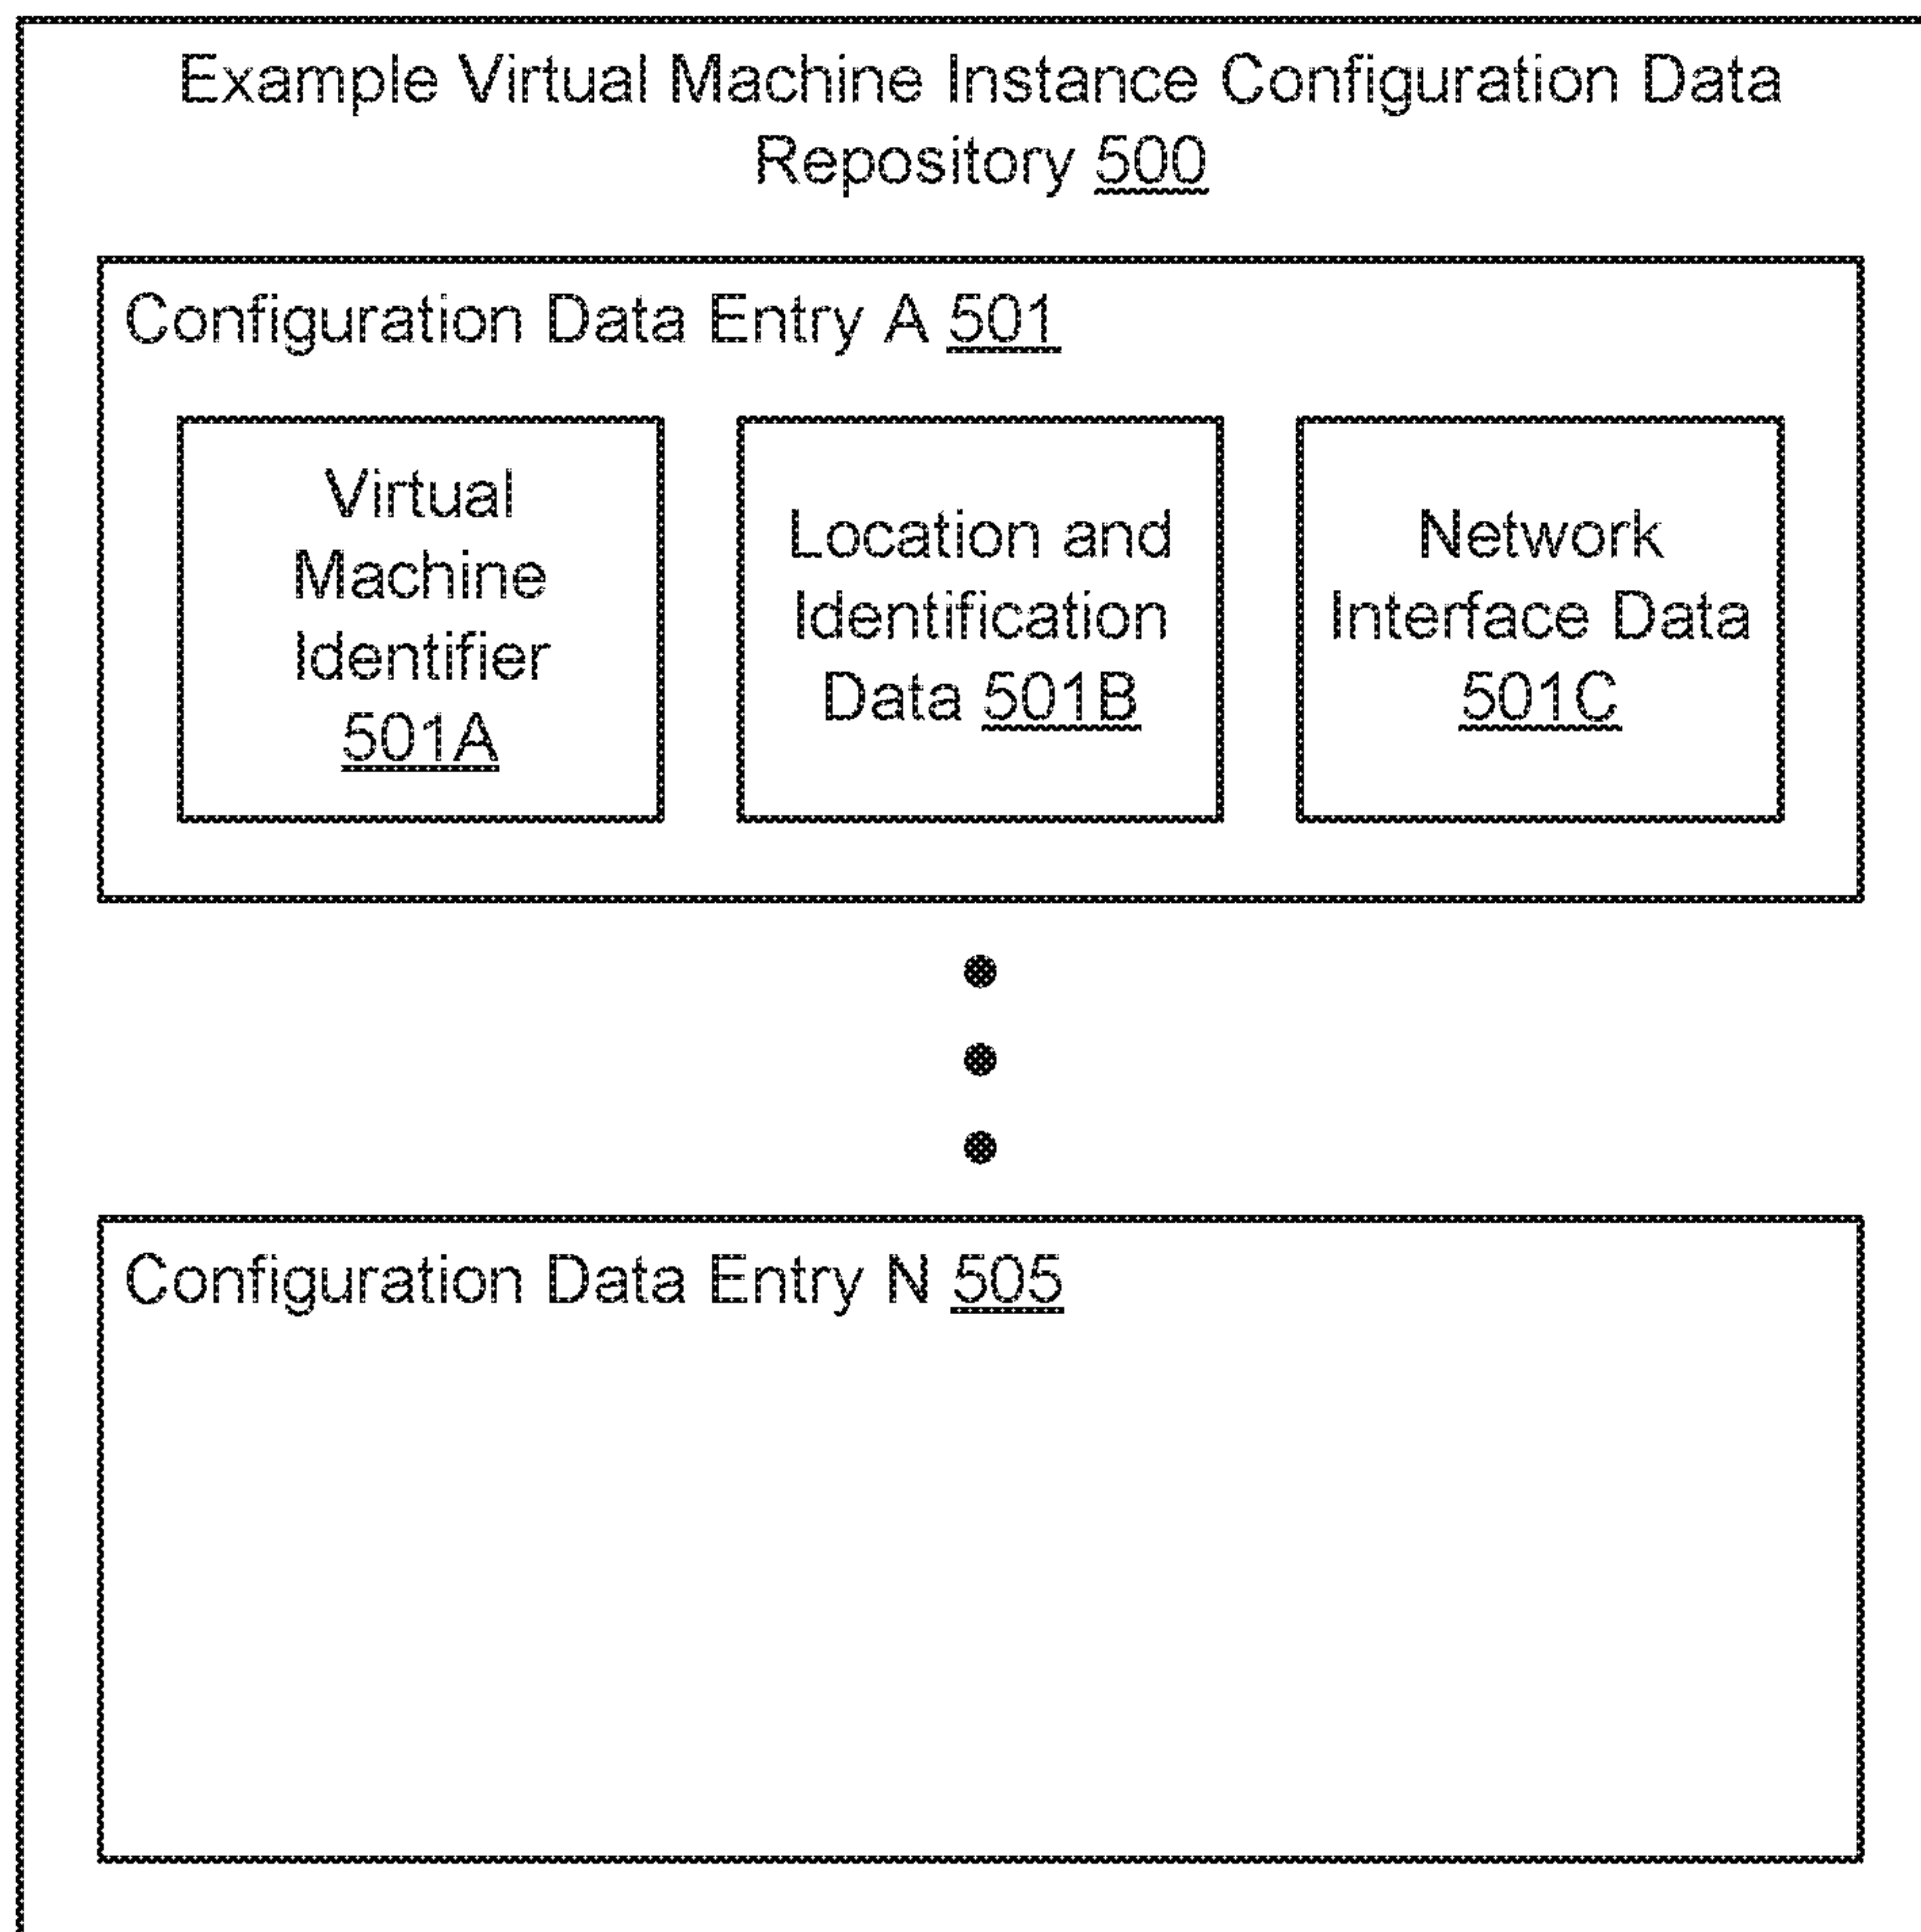 Example Virtual Machine Instance Configuration Data
Repository 500
Configuration Data Entry A 501
Virtual
Machine
Identifier
501A
Location and
Identification
Data 501B
Network
Interface Data
501C
Configuration Data Entry N 505